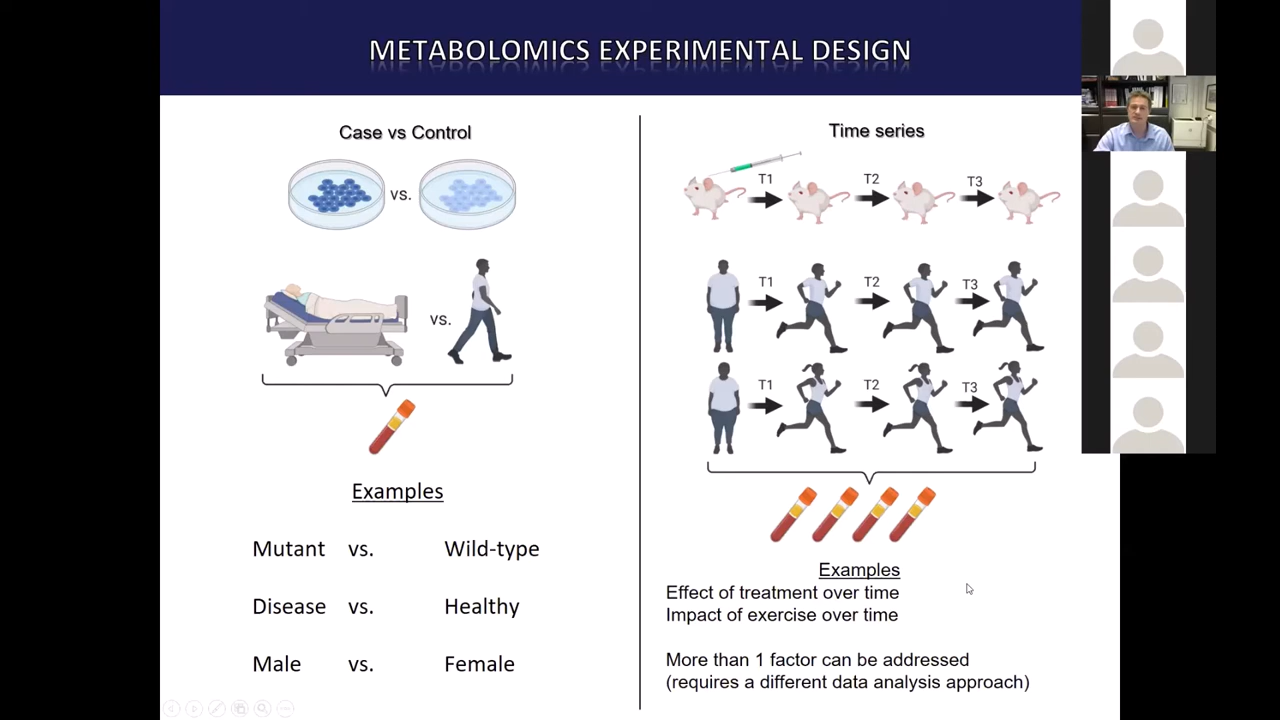 METABOLOMICS EXPERIMENTAL DESIGN
Case vs Control
vs.
vs.
Examples
Mutant vs. Wild-type
Disease vs. Healthy
Male vs. Female
Time series
T1 T2 T3
T1 T2 T3
T1 T2 T3
Examples
Effect of treatment over time
Impact of exercise over time
More than 1 factor can be addressed
(requires a different data analysis approach)